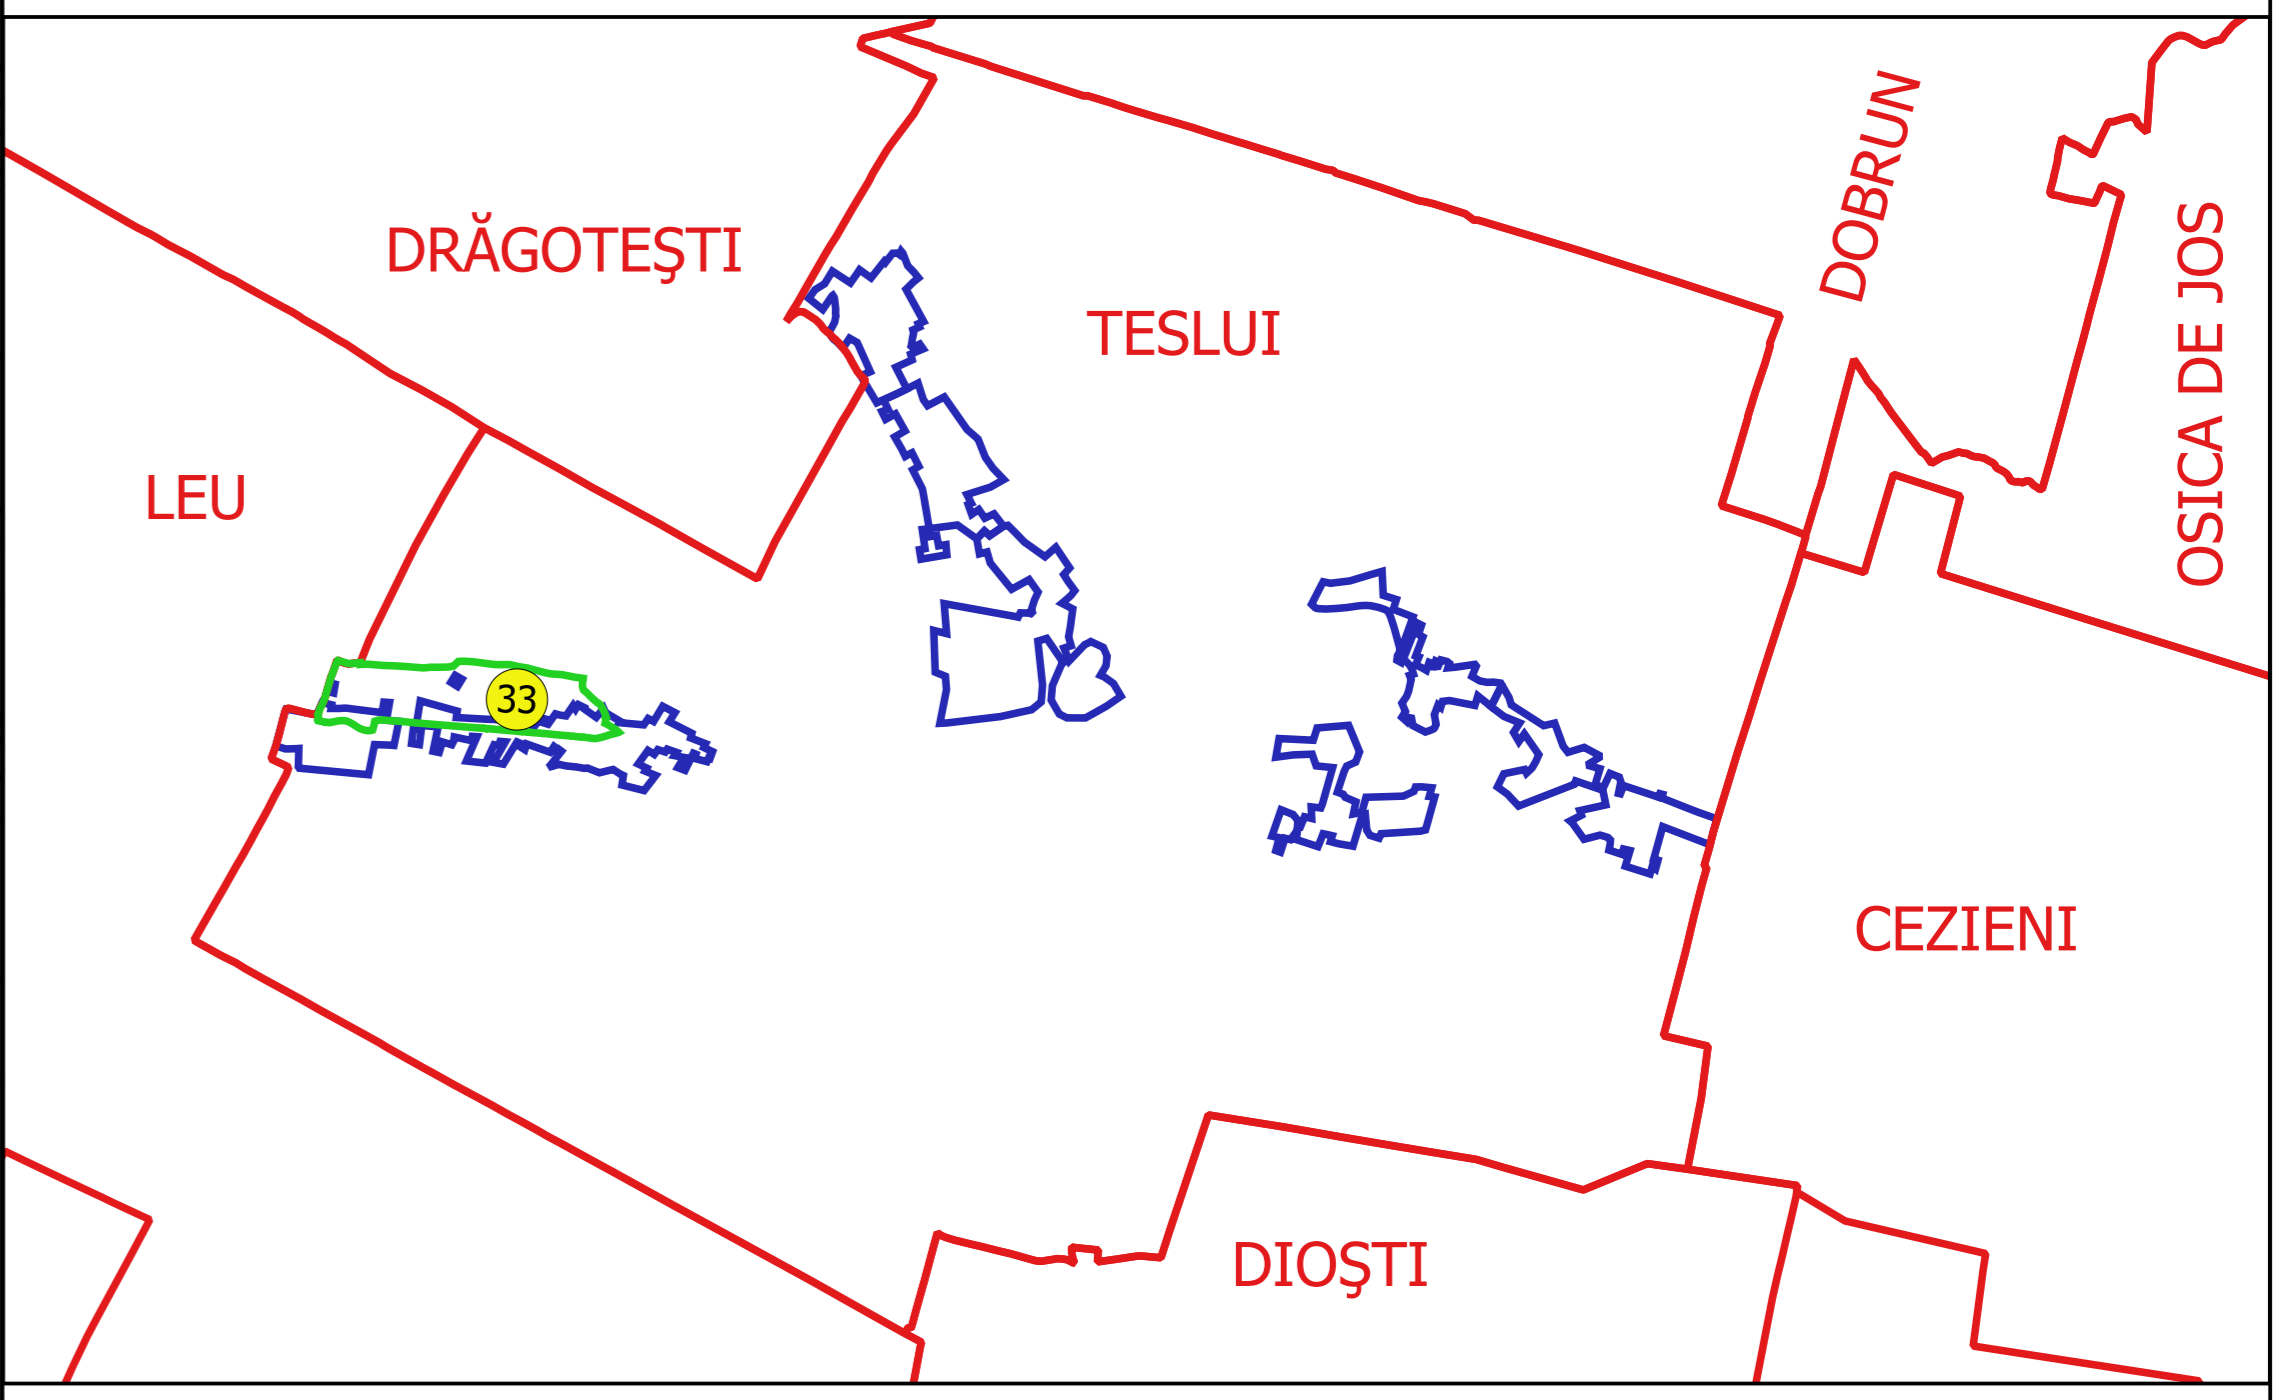 DOBRUN
DRĂGOTEŞTI
TESLUI
OSICA DE JOS
LEU
33
CEZIENI
DIOŞTI